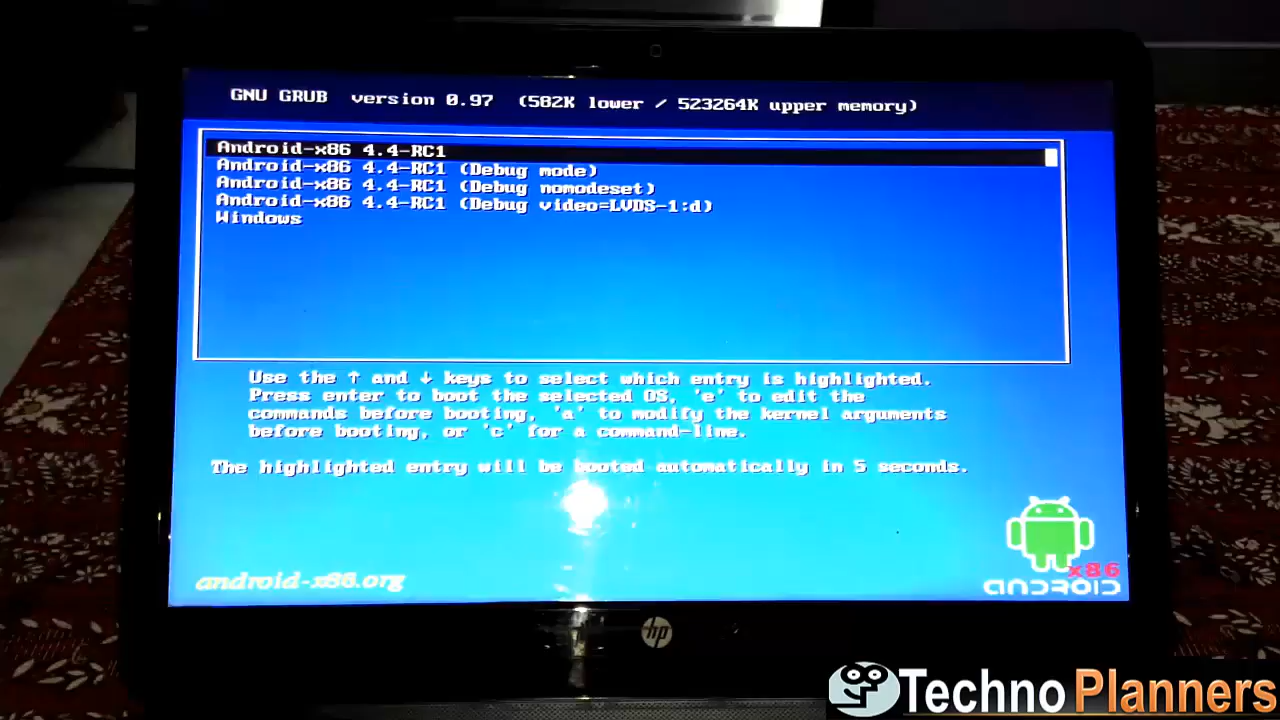 GNU GRUB version 0.97 (582K lower / 523264K upper memory)
Android-x86 4.4-RC1
Android-x86 4.4-RC1 (Debug mode)
Android-x86 4.4-RC1 (Debug nomodeset)
Android-x86 4.4-RC1 (Debug video=LVDS-1:d)
Windows
Use the ↑ and ↓ keys to select which entry is highlighted.
Press enter to boot the selected OS, 'e' to edit the
commands before booting, 'a' to modify the kernel arguments
before booting, or 'c' for a command-line.
The highlighted entry will be booted automatically in 5 seconds.
android-x86.org
x86
ANDROID
hp
Techno Planners